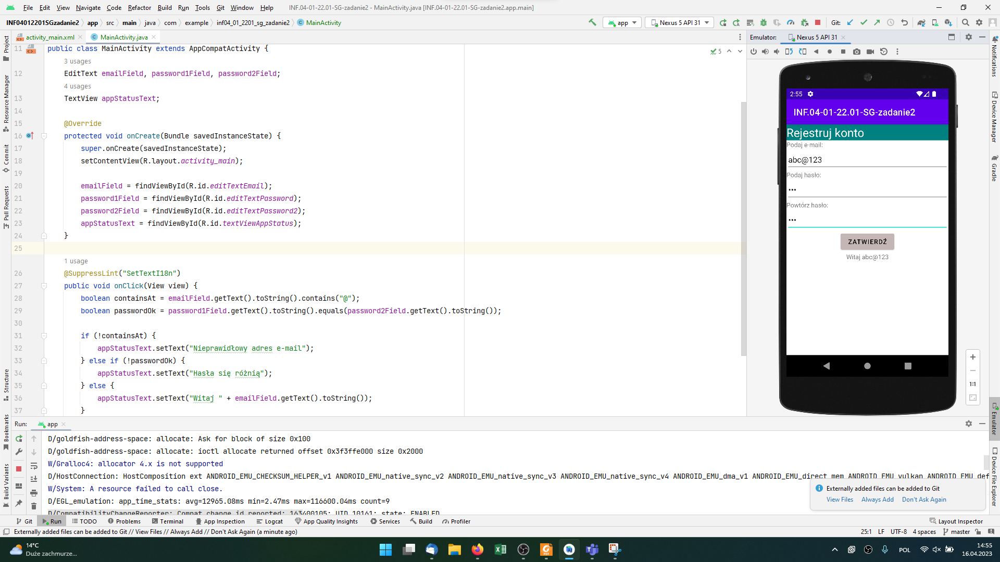 File Edit View Navigate Code Refactor Build Run Tools Git Window Help INF.04-01-22.01-SG-zadanie2 - MainActivity.java [INF.04-01-22.01-SG-zadanie2.app.main]
INF04012201SGzadanie2 app src main java com example inf04_01_2201_sg_zadanie2 MainActivity app Nexus 5 API 31 Git:
activity_main.xml MainActivity.java Emulator: Nexus 5 API 31
Project
Resource Manager
Commit
Pull Requests
Structure
Bookmarks
Build Variants
5
11 public class MainActivity extends AppCompatActivity {
3 usages
12 EditText emailField, password1Field, password2Field;
4 usages
13 TextView appStatusText;
14
15 @Override
16 protected void onCreate(Bundle savedInstanceState) {
17 super.onCreate(savedInstanceState);
18 setContentView(R.layout.activity_main);
19
20 emailField = findViewById(R.id.editTextEmail);
21 password1Field = findViewById(R.id.editTextPassword);
22 password2Field = findViewById(R.id.editTextPassword2);
23 appStatusText = findViewById(R.id.textViewAppStatus);
24 }
25
1 usage
26 @SuppressLint("SetTextI18n")
27 public void onClick(View view) {
28 boolean containsAt = emailField.getText().toString().contains("@");
29 boolean passwordOk = password1Field.getText().toString().equals(password2Field.getText().toString());
30
31 if (!containsAt) {
32 appStatusText.setText("Nieprawidłowy adres e-mail");
33 } else if (!passwordOk) {
34 appStatusText.setText("Hasła się różnią");
35 } else {
36 appStatusText.setText("Witaj " + emailField.getText().toString());
37 }
2:55
INF.04-01-22.01-SG-zadanie2
Rejestruj konto
Podaj e-mail:
abc@123
Podaj hasło:
•••
Powtórz hasło:
•••
ZATWIERDŹ
Witaj abc@123
1:1
Notifications
Device Manager
Gradle
Emulator
Device File Explorer
Run: app
D/goldfish-address-space: allocate: Ask for block of size 0x100
D/goldfish-address-space: allocate: ioctl allocate returned offset 0x3f3ffe000 size 0x2000
W/Gralloc4: allocator 4.x is not supported
D/HostConnection: HostComposition ext ANDROID_EMU_CHECKSUM_HELPER_v1 ANDROID_EMU_native_sync_v2 ANDROID_EMU_native_sync_v3 ANDROID_EMU_native_sync_v4 ANDROID_EMU_dma_v1 ANDROID_EMU_direct_mem ANDROID_EMU_vulkan ANDROID_EMU_def
W/System: A resource failed to call close.
D/EGL_emulation: app_time_stats: avg=12965.08ms min=2.47ms max=116600.04ms count=9
D/CompatibilityChangeReporter: Compat change id reported: 163400105; UID 10161; state: ENABLED
Externally added files can be added to Git
View Files Always Add Don't Ask Again
Git Run TODO Problems Terminal App Inspection Logcat App Quality Insights Services Build Profiler Layout Inspector
Externally added files can be added to Git // View Files // Always Add // Don't Ask Again (a minute ago) 25:1 LF UTF-8 4 spaces master
14°C
Duże zachmurze...
POL
14:55
16.04.2023